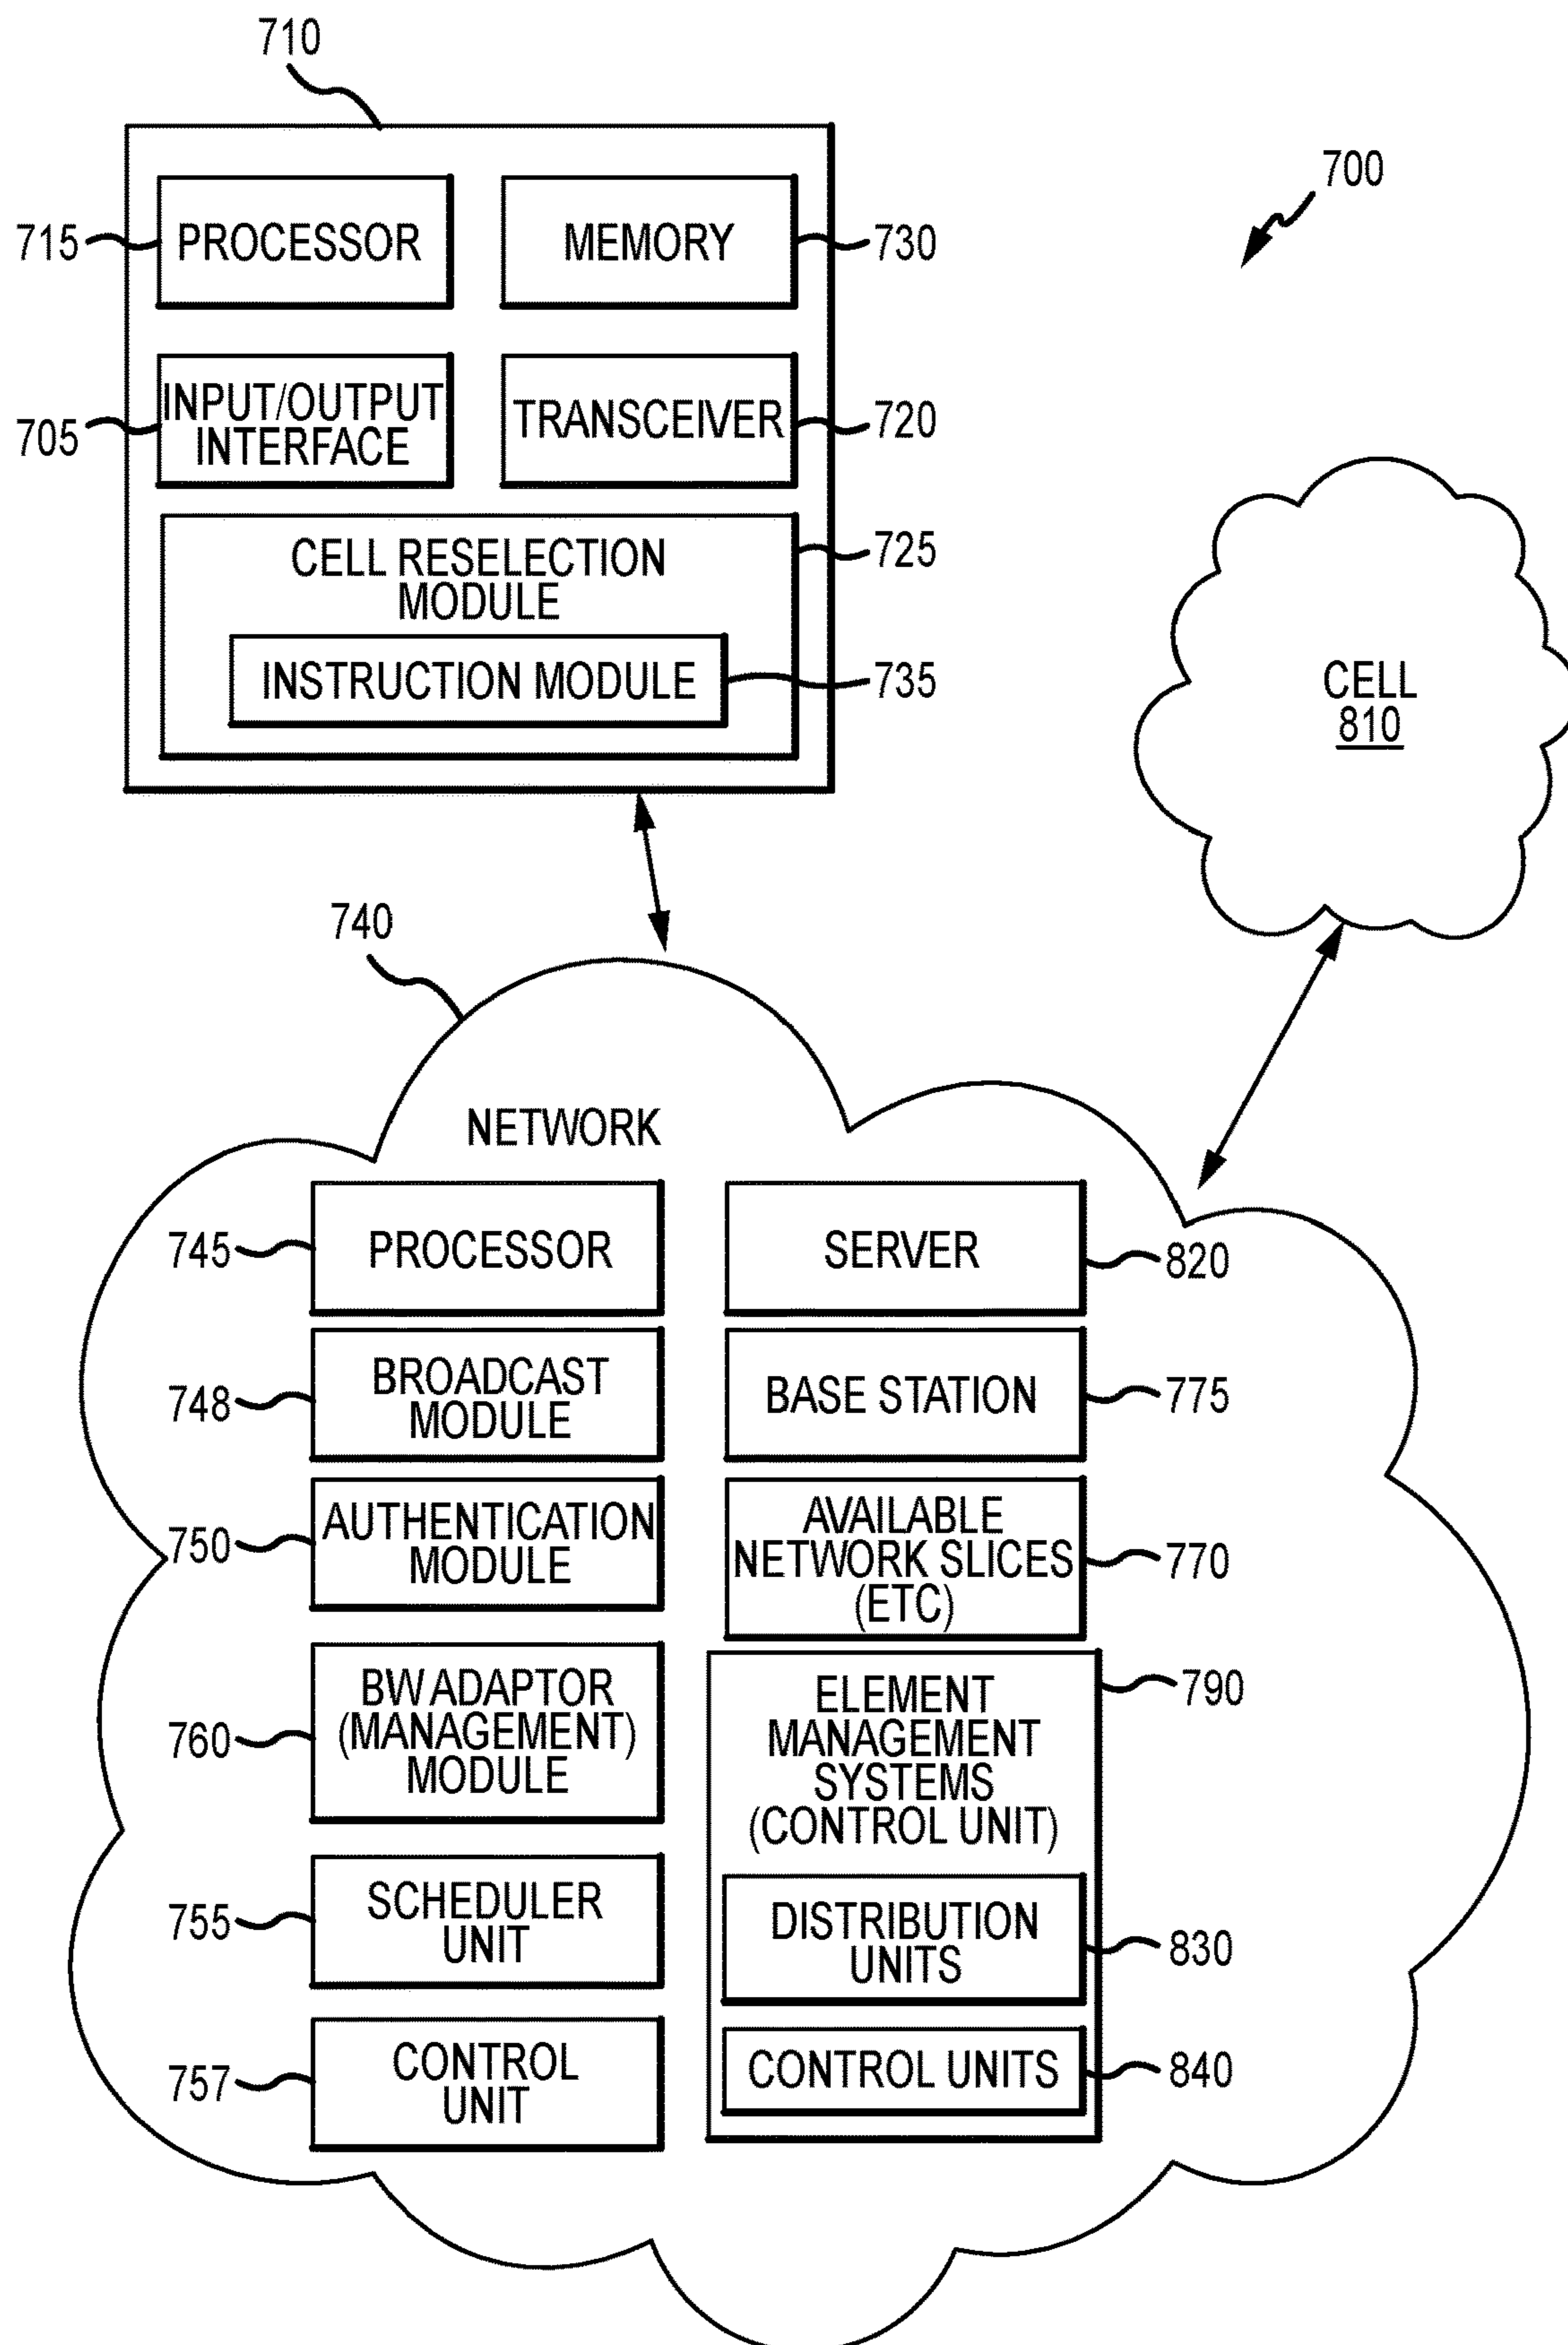 710
700
715
PROCESSOR
MEMORY
730
705
INPUT/OUTPUT
INTERFACE
TRANSCEIVER
720
CELL RESELECTION
MODULE
725
INSTRUCTION MODULE
735
CELL
810
740
NETWORK
745
PROCESSOR
SERVER
820
748
BROADCAST
MODULE
BASE STATION
775
750
AUTHENTICATION
MODULE
AVAILABLE
NETWORK SLICES
(ETC)
770
760
BW ADAPTOR
(MANAGEMENT)
MODULE
ELEMENT
MANAGEMENT
SYSTEMS
(CONTROL UNIT)
790
755
SCHEDULER
UNIT
DISTRIBUTION
UNITS
830
757
CONTROL
UNIT
CONTROL UNITS
840